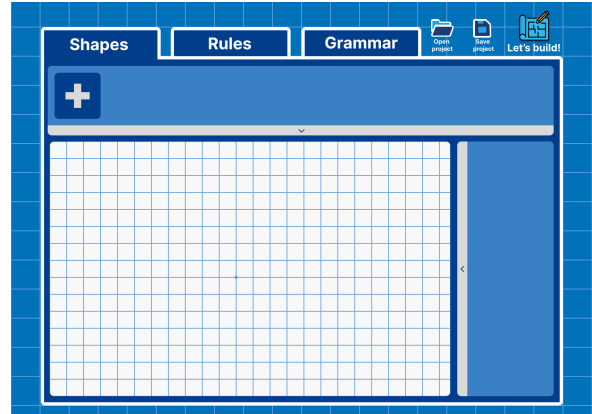 Shapes
Rules
Grammar
Open
project
Save
project
Let's build!